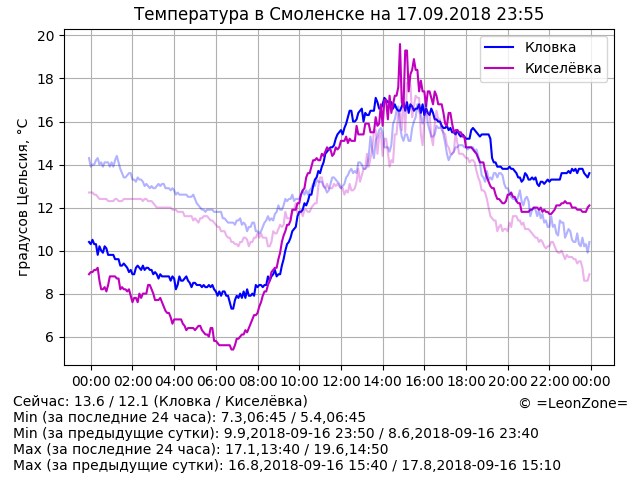 Температура в Смоленске на 17.09.2018 23:55
20
18
16
14
12
10
8
6
градусов Цельсия, °C
Кловка
Киселёвка
00:00 02:00 04:00 06:00 08:00 10:00 12:00 14:00 16:00 18:00 20:00 22:00 00:00
Сейчас: 13.6 / 12.1 (Кловка / Киселёвка)
© =LeonZone=
Min (за последние 24 часа): 7.3,06:45 / 5.4,06:45
Min (за предыдущие сутки): 9.9,2018-09-16 23:50 / 8.6,2018-09-16 23:40
Max (за последние 24 часа): 17.1,13:40 / 19.6,14:50
Max (за предыдущие сутки): 16.8,2018-09-16 15:40 / 17.8,2018-09-16 15:10